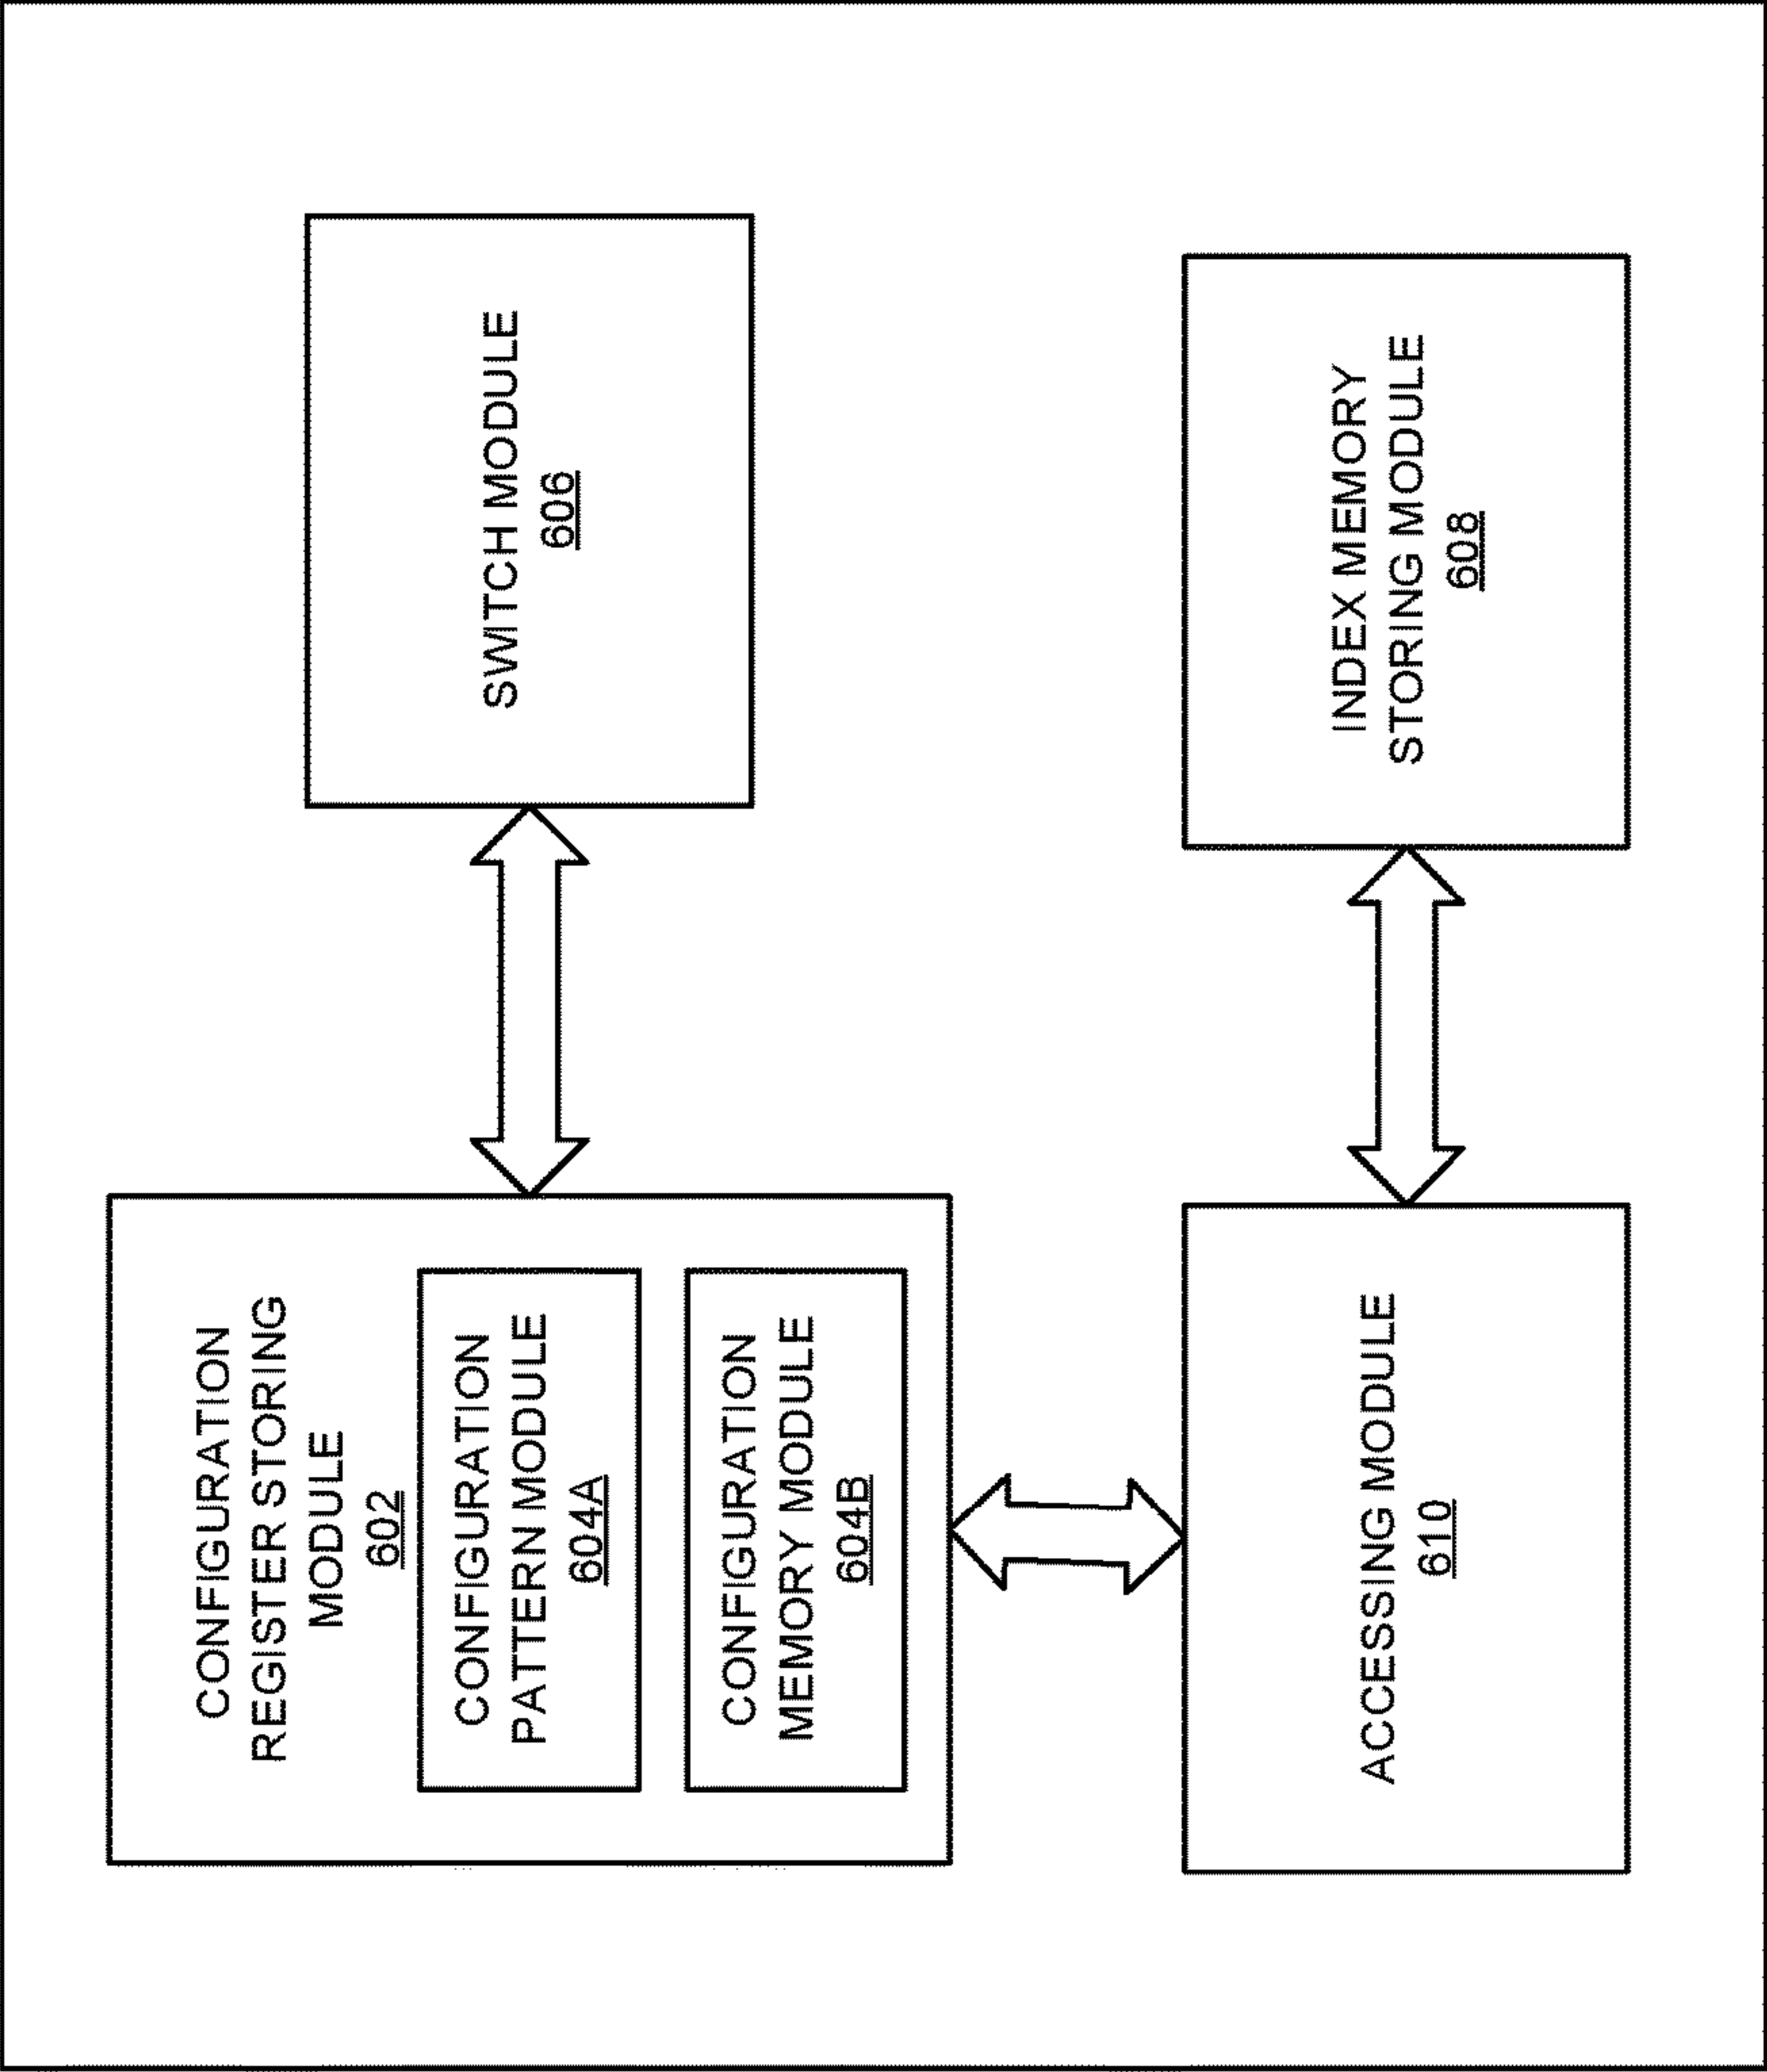 CONFIGURATION
REGISTER STORING
MODULE
602
CONFIGURATION
PATTERN MODULE
604A
CONFIGURATION
MEMORY MODULE
604B
SWITCH MODULE
606
ACCESSING MODULE
610
INDEX MEMORY
STORING MODULE
608